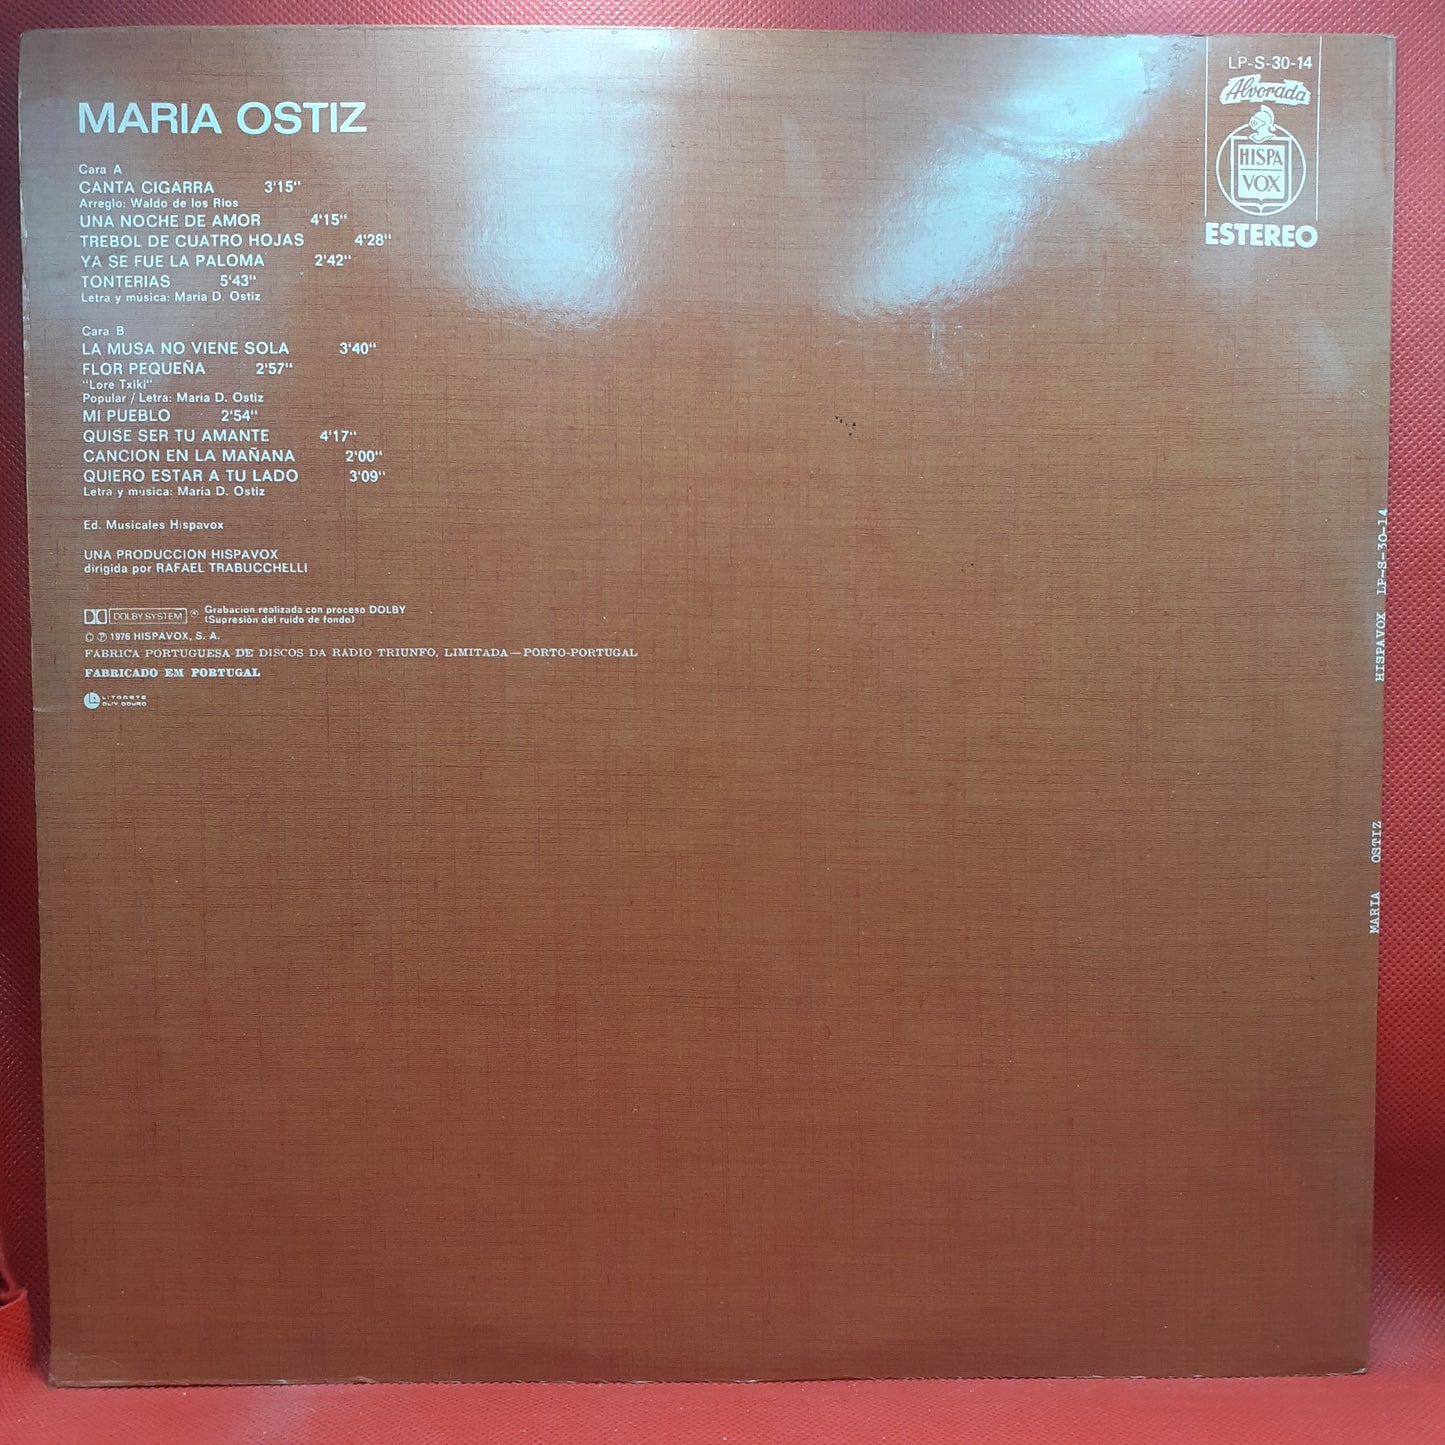 LP-S-30-14
Alvorada
HISPA
VOX
ESTEREO
MARIA OSTIZ
Cara A
CANTA CIGARRA 3'15"
Arreglo: Waldo de los Rios
UNA NOCHE DE AMOR 4'15"
TREBOL DE CUATRO HOJAS 4'28"
YA SE FUE LA PALOMA 2'42"
TONTERIAS 5'43"
Letra y música: María D. Ostiz
Cara B
LA MUSA NO VIENE SOLA 3'40"
FLOR PEQUEÑA 2'57"
"Lore Txiki"
Popular / Letra: María D. Ostiz
MI PUEBLO 2'54"
QUISE SER TU AMANTE 4'17"
CANCION EN LA MAÑANA 2'00"
QUIERO ESTAR A TU LADO 3'09"
Letra y música: María D. Ostiz
Ed. Musicales Hispavox
UNA PRODUCCION HISPAVOX
dirigida por RAFAEL TRABUCCHELLI
DOLBY SYSTEM ® Grabación realizada con proceso DOLBY
(Supresión del ruido de fondo)
© ℗ 1976 HISPAVOX, S. A.
FÁBRICA PORTUGUESA DE DISCOS DA RÁDIO TRIUNFO, LIMITADA—PORTO-PORTUGAL
FABRICADO EM PORTUGAL
LITOARTE
MARIA OSTIZ HISPAVOX LP-S-30-14